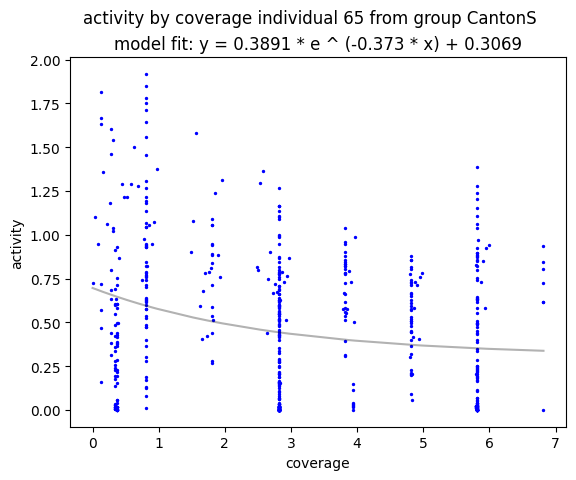 activity by coverage individual 65 from group CantonS
model fit: y = 0.3891 * e ^ (-0.373 * x) + 0.3069
2.00
1.75
1.50
1.25
1.00
0.75
0.50
0.25
0.00
activity
0 1 2 3 4 5 6 7
coverage